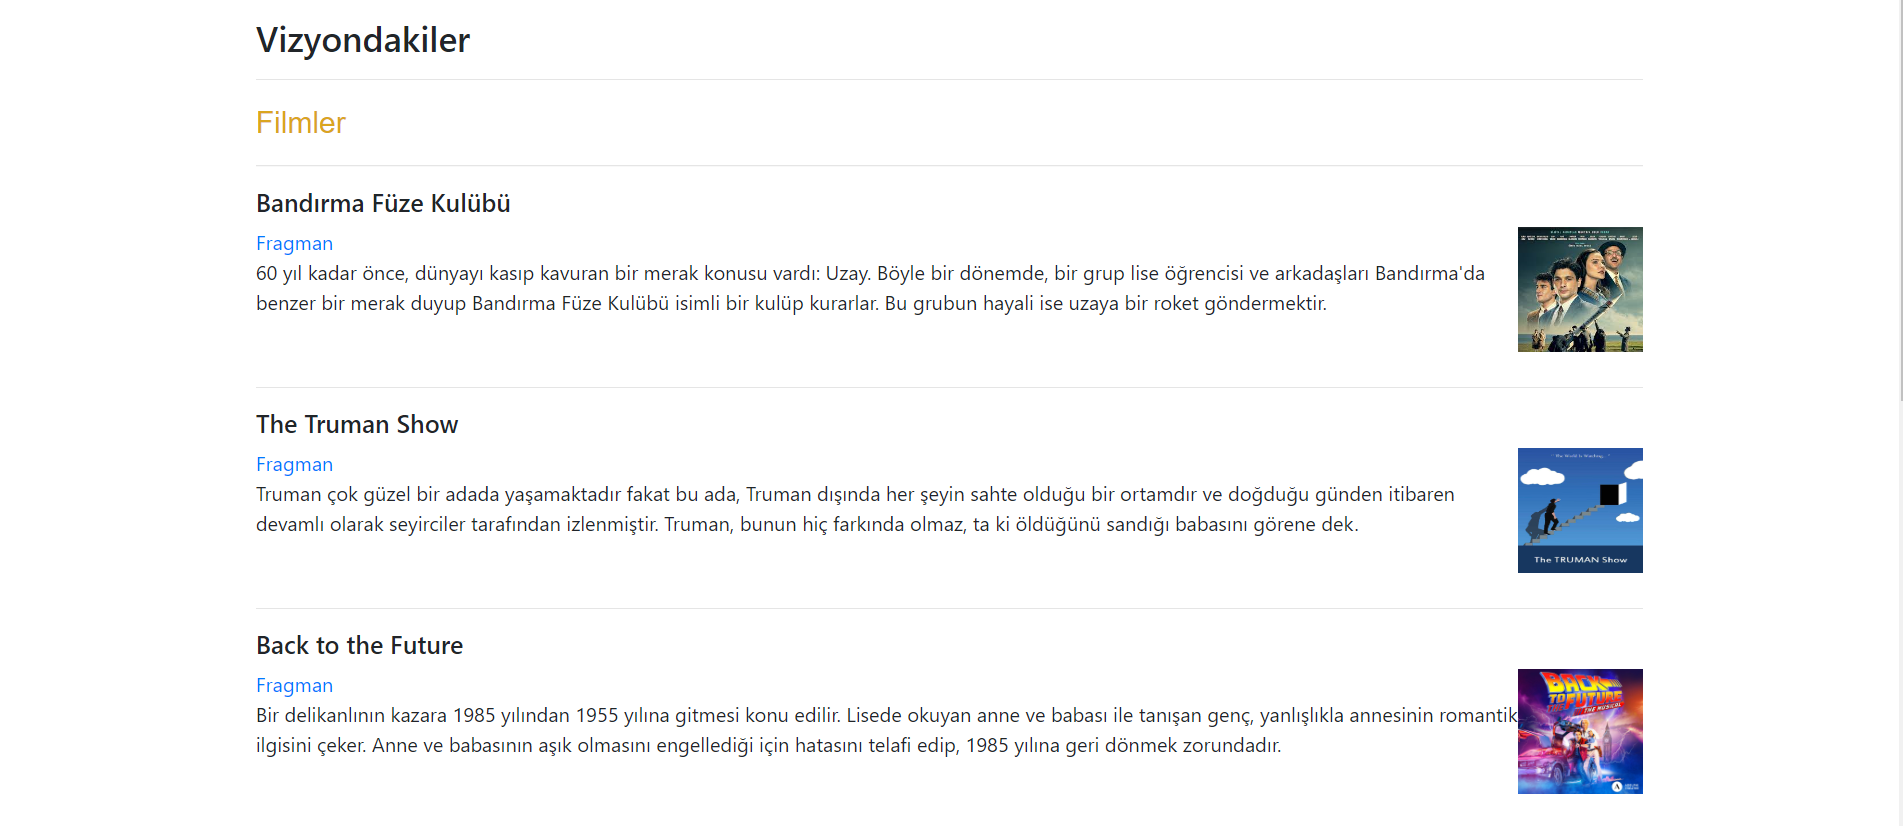 Vizyondakiler
Filmler
Bandırma Füze Kulübü
Fragman
60 yıl kadar önce, dünyayı kasıp kavuran bir merak konusu vardı: Uzay. Böyle bir dönemde, bir grup lise öğrencisi ve arkadaşları Bandırma'da
benzer bir merak duyup Bandırma Füze Kulübü isimli bir kulüp kurarlar. Bu grubun hayali ise uzaya bir roket göndermektir.
The Truman Show
Fragman
Truman çok güzel bir adada yaşamaktadır fakat bu ada, Truman dışında her şeyin sahte olduğu bir ortamdır ve doğduğu günden itibaren
devamlı olarak seyirciler tarafından izlenmiştir. Truman, bunun hiç farkında olmaz, ta ki öldüğünü sandığı babasını görene dek.
The TRUMAN Show
Back to the Future
Fragman
Bir delikanlının kazara 1985 yılından 1955 yılına gitmesi konu edilir. Lisede okuyan anne ve babası ile tanışan genç, yanlışlıkla annesinin romantik
ilgisini çeker. Anne ve babasının aşık olmasını engellediği için hatasını telafi edip, 1985 yılına geri dönmek zorundadır.
BACK
TO THE
FUTURE
THE MUSICAL